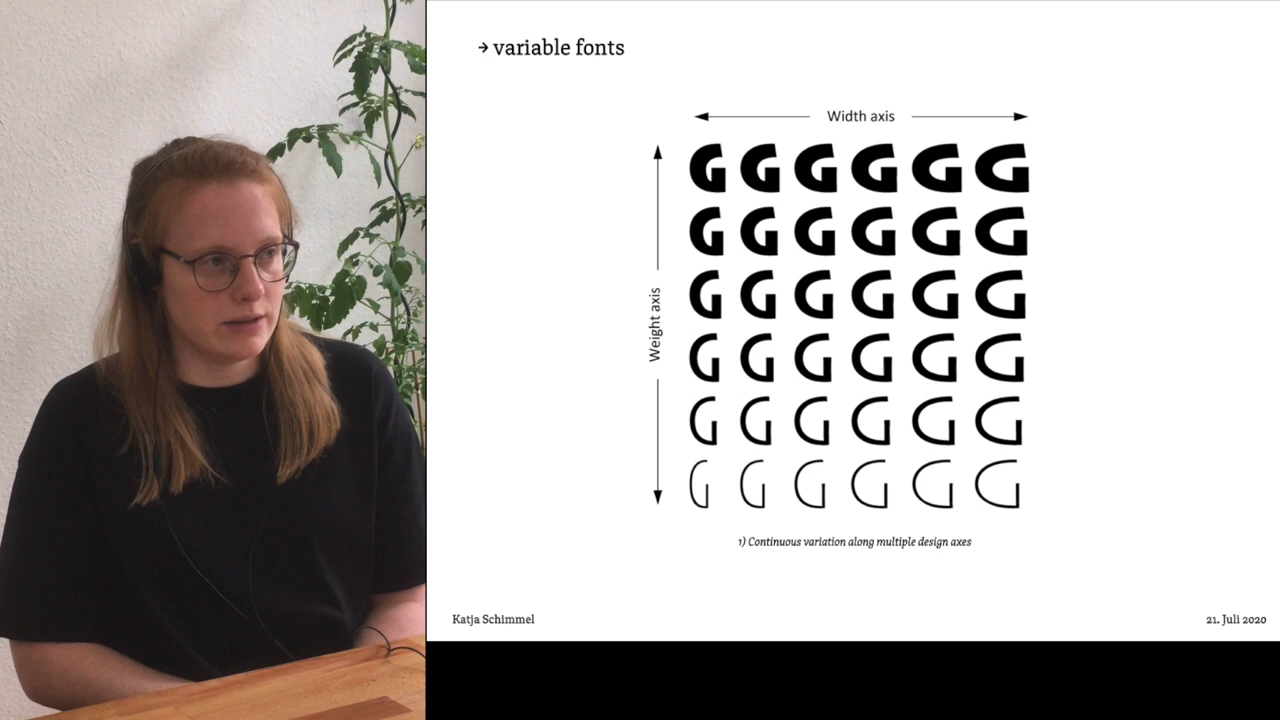 → variable fonts
Width axis
Weight axis
G G G G G G
G G G G G G
G G G G G G
G G G G G G
G G G G G G
G G G G G G
1) Continuous variation along multiple design axes
Katja Schimmel
21. Juli 2020